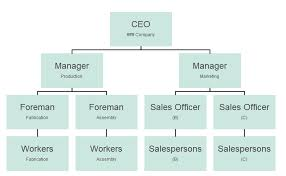 CEO
Company
Manager
Manager
Production
Marketing
Foreman
Foreman
Sales Officer
Sales Officer
Fabrication
Assembly
(B)
(C)
Workers
Workers
Salespersons
Salespersons
Fabrication
Assembly
(B)
(C)